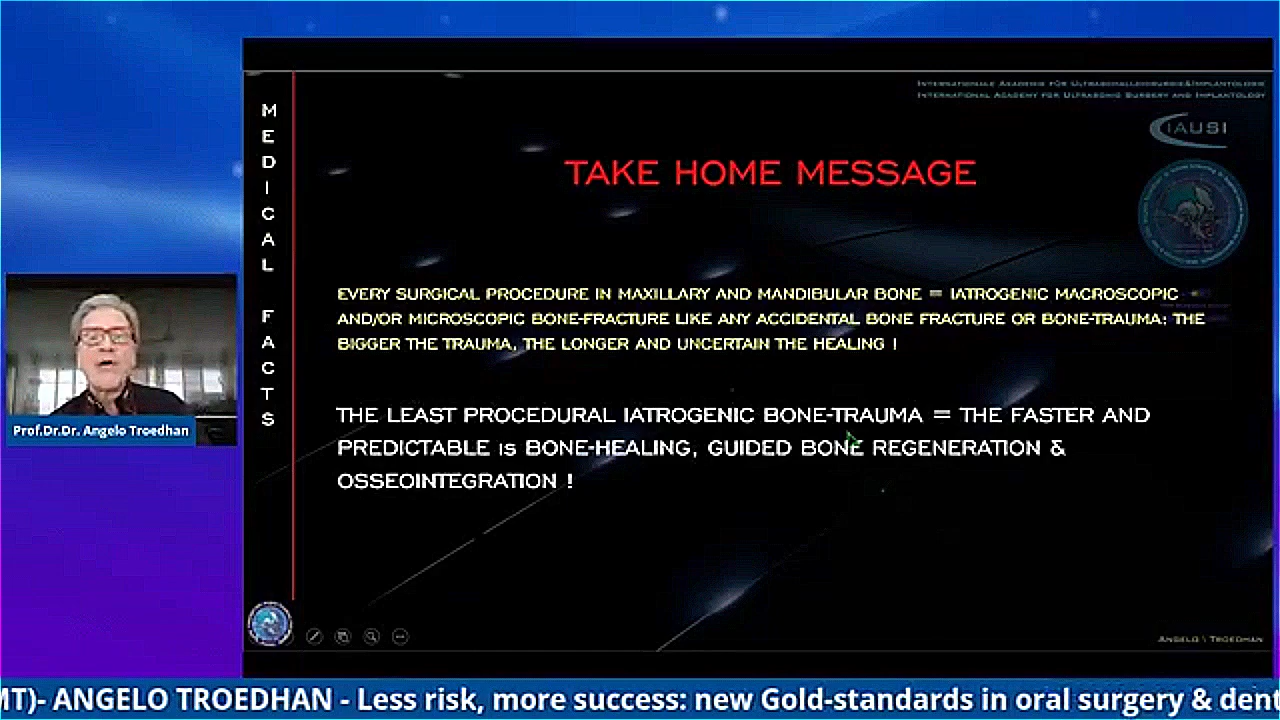 INTERNATIONALE AKADEMIE FÜR ULTRASCHALLCHIRURGIE&IMPLANTOLOGIE
INTERNATIONAL ACADEMY FOR ULTRASONIC SURGERY AND IMPLANTOLOGY
IAUSI
MEDICAL FACTS
TAKE HOME MESSAGE
EVERY SURGICAL PROCEDURE IN MAXILLARY AND MANDIBULAR BONE = IATROGENIC MACROSCOPIC
AND/OR MICROSCOPIC BONE-FRACTURE LIKE ANY ACCIDENTAL BONE FRACTURE OR BONE-TRAUMA: THE
BIGGER THE TRAUMA, THE LONGER AND UNCERTAIN THE HEALING !
THE LEAST PROCEDURAL IATROGENIC BONE-TRAUMA = THE FASTER AND
PREDICTABLE is BONE-HEALING, GUIDED BONE REGENERATION &
OSSEOINTEGRATION !
Prof.Dr.Dr. Angelo Troedhan
ANGELO \ TROEDHAN
MT)- ANGELO TROEDHAN - Less risk, more success: new Gold-standards in oral surgery & dent